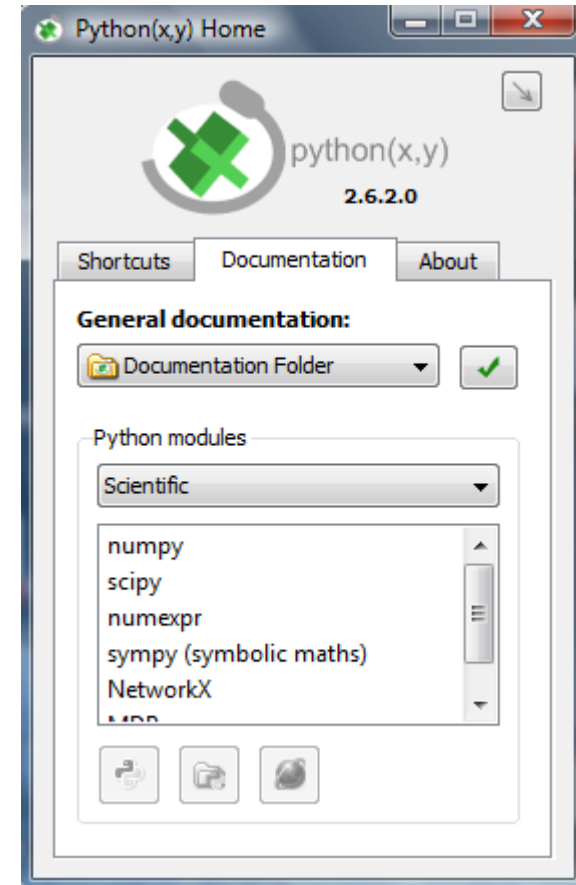 Python(x,y) Home
python(x,y)
2.6.2.0
Shortcuts Documentation About
General documentation:
Documentation Folder
Python modules
Scientific
numpy
scipy
numexpr
sympy (symbolic maths)
NetworkX